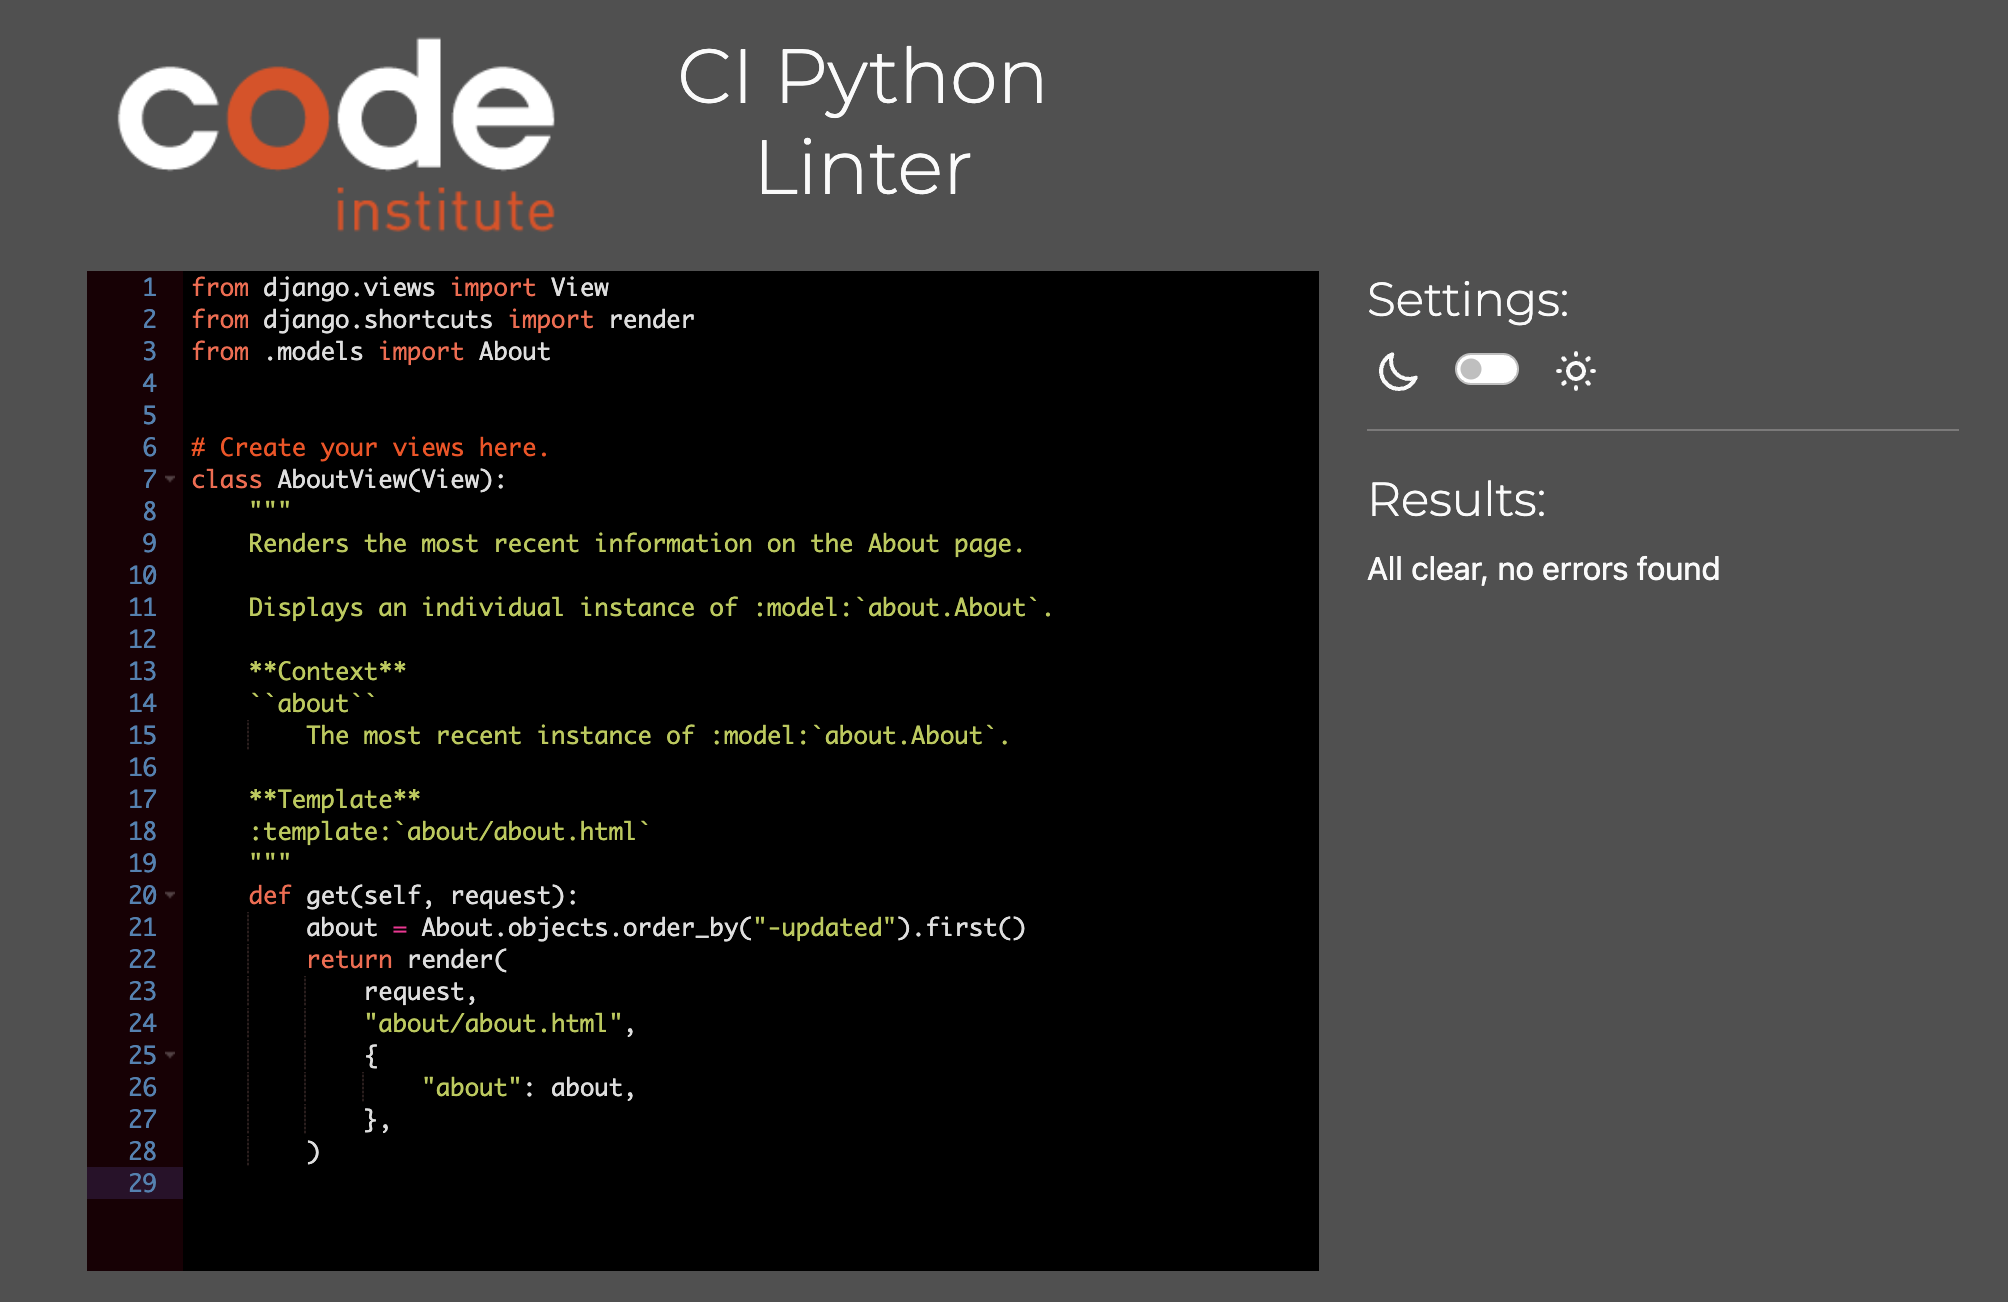 code
institute
CI Python
Linter
1 from django.views import View
2 from django.shortcuts import render
3 from .models import About
4
5
6 # Create your views here.
7 class AboutView(View):
8     """
9     Renders the most recent information on the About page.
10
11     Displays an individual instance of :model:`about.About`.
12
13     **Context**
14     ``about``
15         The most recent instance of :model:`about.About`.
16
17     **Template**
18     :template:`about/about.html`
19     """
20     def get(self, request):
21         about = About.objects.order_by("-updated").first()
22         return render(
23             request,
24             "about/about.html",
25             {
26                 "about": about,
27             },
28         )
29
Settings:
Results:
All clear, no errors found